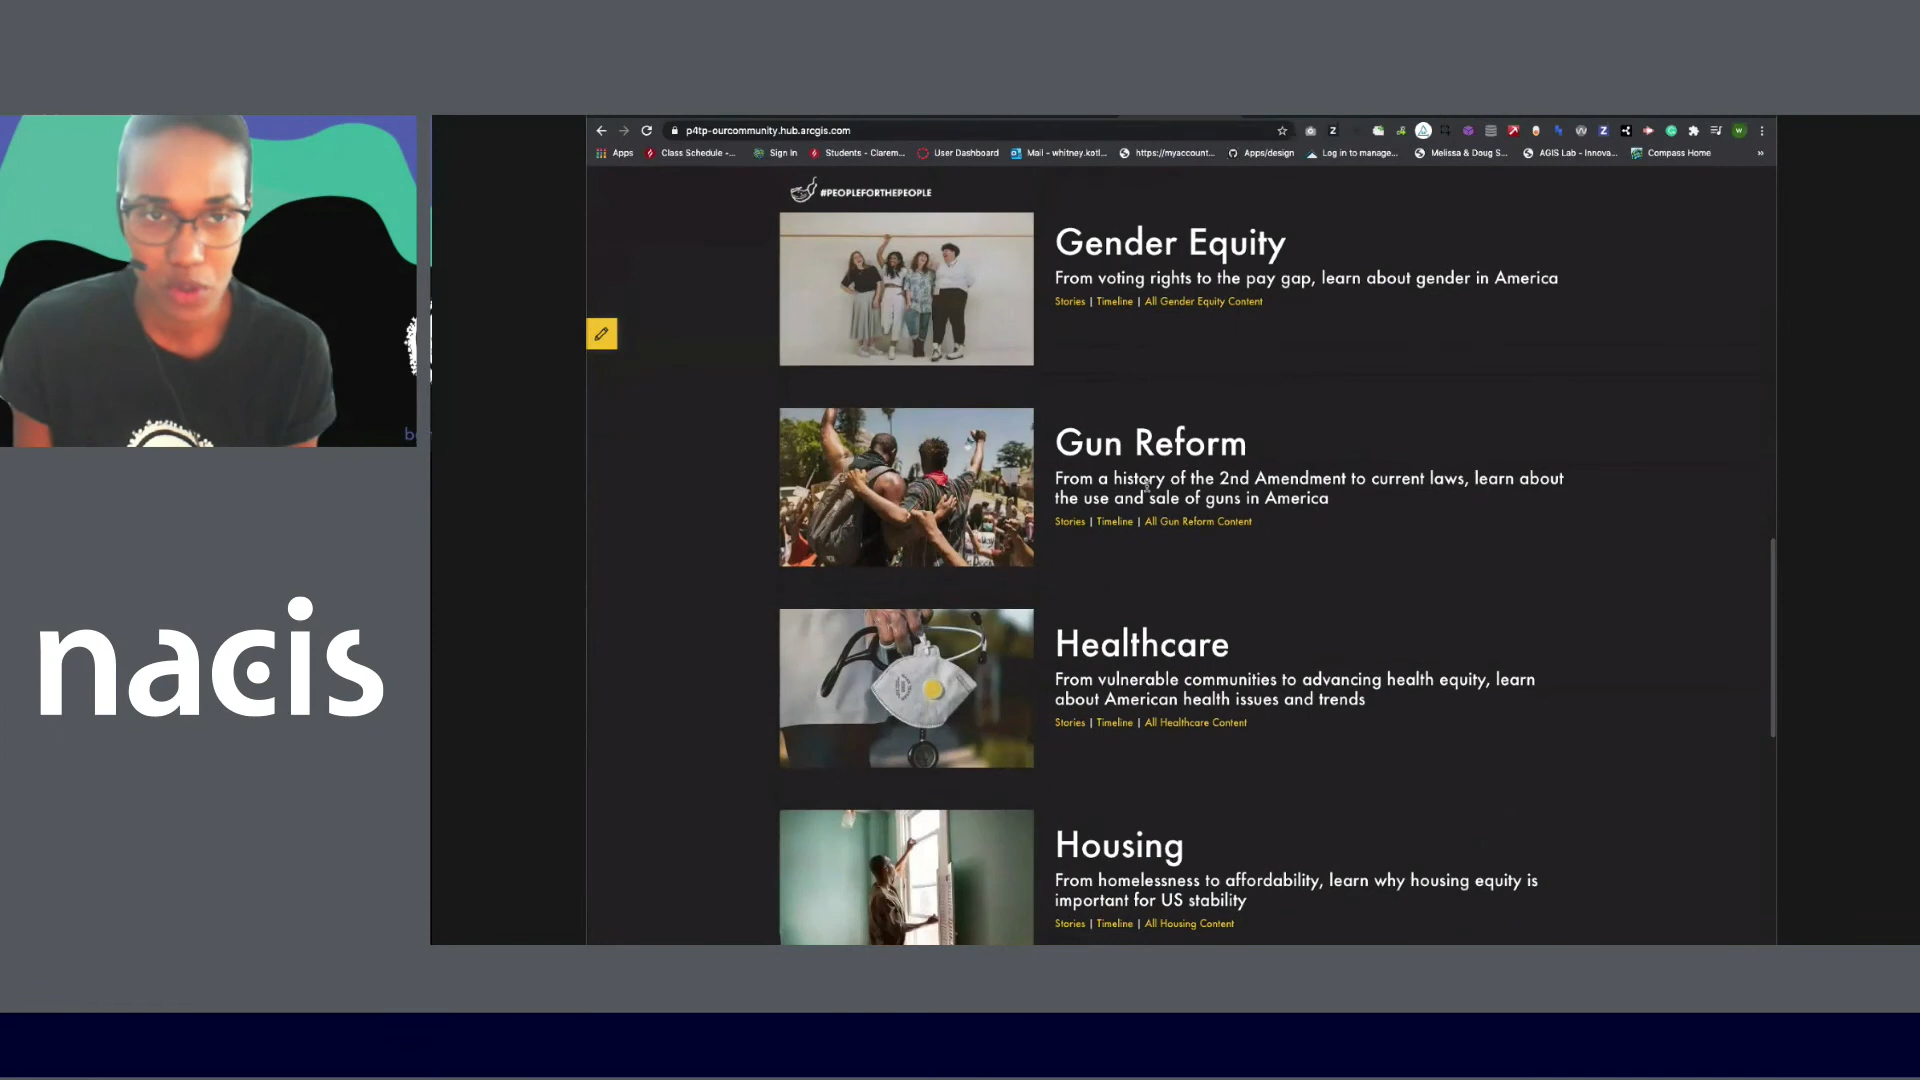 p4tp-ourcommunity.hub.arcgis.com
Apps
Class Schedule -...
Sign In
Students - Clarem...
User Dashboard
Mail - whitney.kotl...
https://myaccount...
Apps/design
Log in to manage...
Melissa & Doug S...
AGIS Lab - Innova...
Compass Home
»
#PEOPLEFORTHEPEOPLE
Gender Equity
From voting rights to the pay gap, learn about gender in America
Stories | Timeline | All Gender Equity Content
Gun Reform
From a history of the 2nd Amendment to current laws, learn about
the use and sale of guns in America
Stories | Timeline | All Gun Reform Content
Healthcare
From vulnerable communities to advancing health equity, learn
about American health issues and trends
Stories | Timeline | All Healthcare Content
Housing
From homelessness to affordability, learn why housing equity is
important for US stability
Stories | Timeline | All Housing Content
nacis